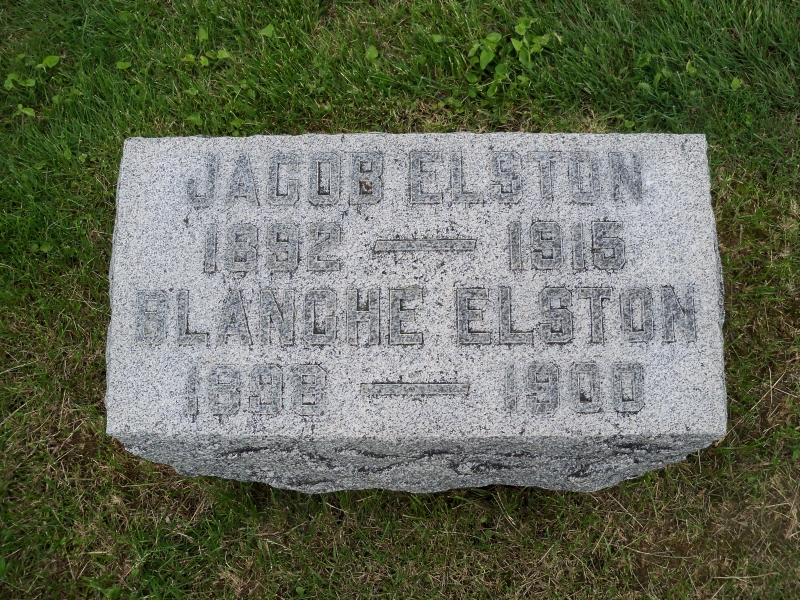 JACOB ELSTON
1892 — 1915
BLANCHE ELSTON
1898 — 1900